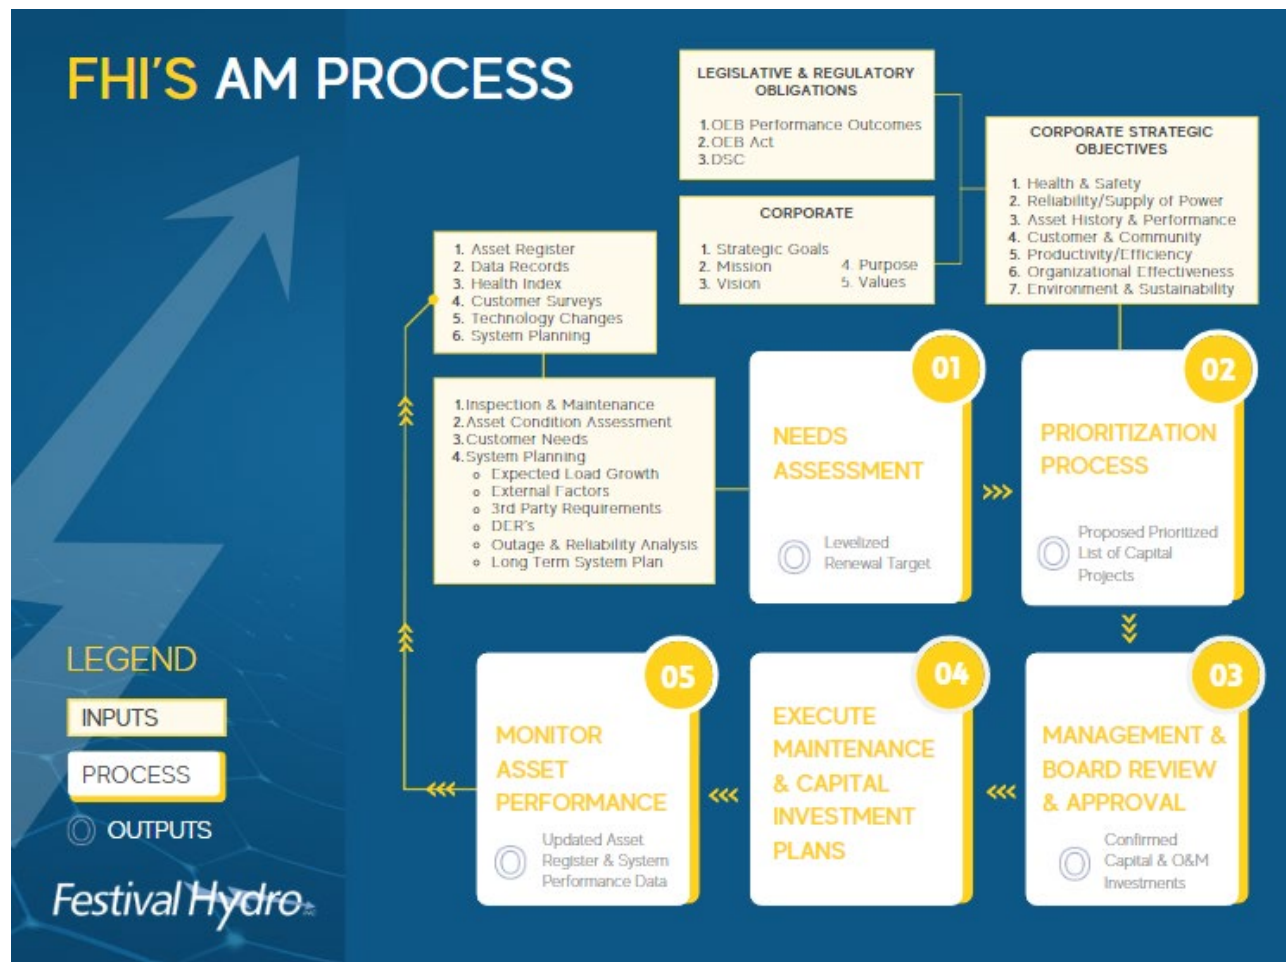 FHI'S AM PROCESS
LEGISLATIVE & REGULATORY
OBLIGATIONS
1. OEB Performance Outcomes
2. OEB Act
3. DSC
CORPORATE
1. Strategic Goals
2. Mission
3. Vision
4. Purpose
5. Values
CORPORATE STRATEGIC
OBJECTIVES
1. Health & Safety
2. Reliability/Supply of Power
3. Asset History & Performance
4. Customer & Community
5. Productivity/Efficiency
6. Organizational Effectiveness
7. Environment & Sustainability
1. Asset Register
2. Data Records
3. Health Index
4. Customer Surveys
5. Technology Changes
6. System Planning
1. Inspection & Maintenance
2. Asset Condition Assessment
3. Customer Needs
4. System Planning
Expected Load Growth
External Factors
3rd Party Requirements
DER's
Outage & Reliability Analysis
Long Term System Plan
01
NEEDS
ASSESSMENT
O Levelized
Renewal Target
02
PRIORITIZATION
PROCESS
O Proposed Prioritized
List of Capital
Projects
03
MANAGEMENT &
BOARD REVIEW
& APPROVAL
O Confirmed
Capital & O&M
Investments
04
EXECUTE
MAINTENANCE
& CAPITAL
INVESTMENT
PLANS
05
MONITOR
ASSET
PERFORMANCE
O Updated Asset
Register & System
Performance Data
LEGEND
INPUTS
PROCESS
O OUTPUTS
Festival Hydro